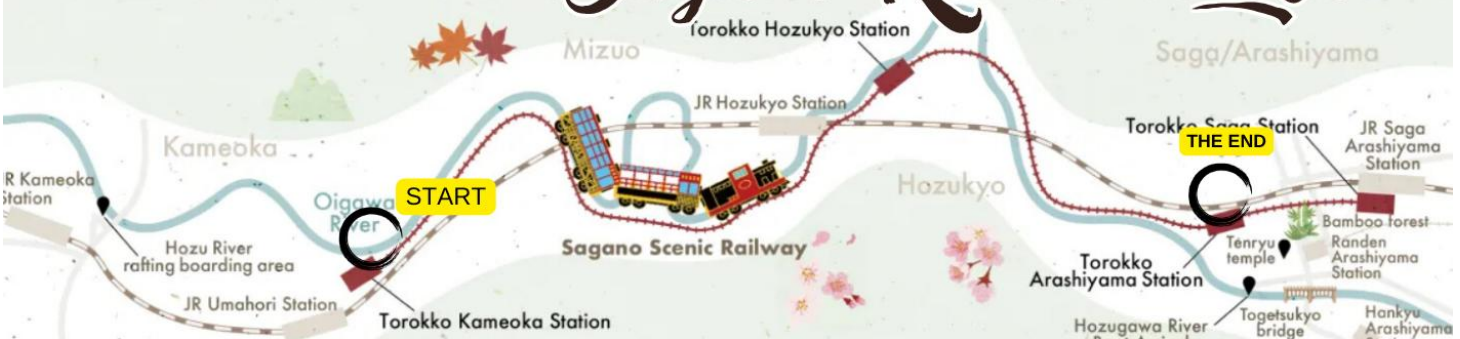 Torokko Hozukyo Station
Mizuo
Saga/Arashiyama
JR Hozukyo Station
Torokko Saga Station
THE END
JR Saga
Arashiyama
Station
Kameoka
R Kameoka
Station
Oigawa
River
START
Hozukyo
Hozu River
rafting boarding area
Sagano Scenic Railway
Bamboo forest
Tenryu
temple
Randen
Arashiyama
Station
Torokko
Arashiyama Station
JR Umahori Station
Torokko Kameoka Station
Hozugawa River
Togetsukyo
bridge
Hankyu
Arashiyama